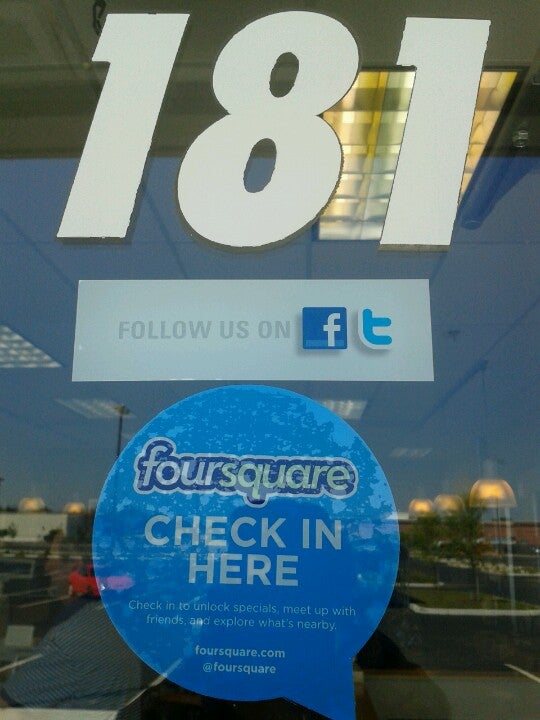 181
FOLLOW US ON f t
foursquare
CHECK IN
HERE
Check in to unlock specials, meet up with
friends, and explore what's nearby.
foursquare.com
@foursquare